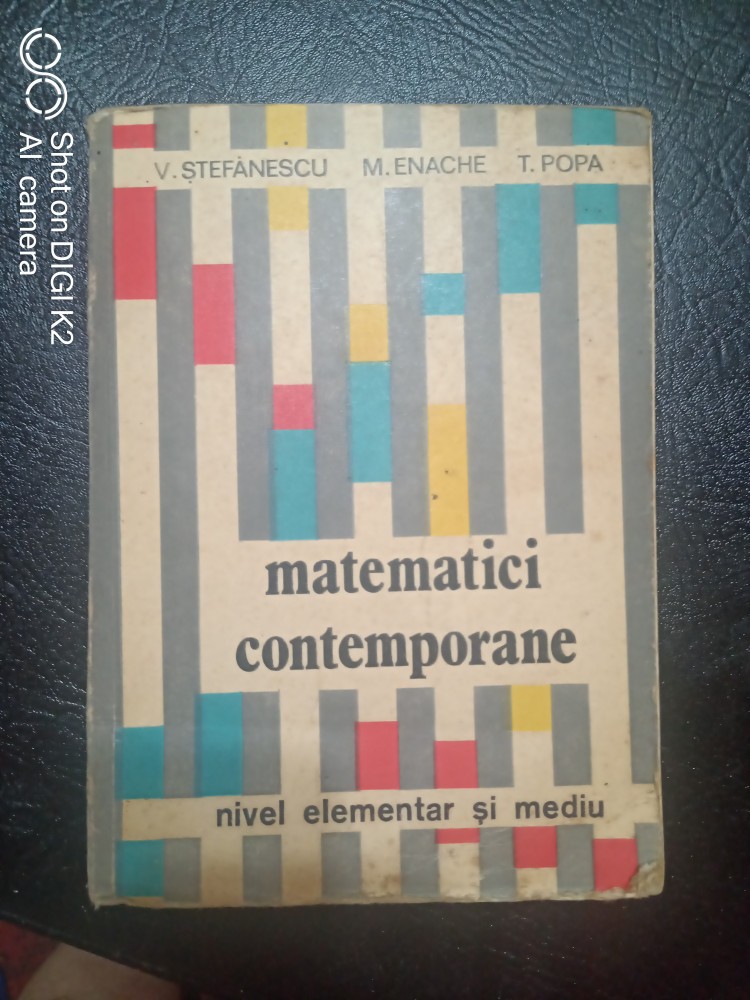 V. ȘTEFĂNESCU M. ENACHE T. POPA
matematici
contemporane
nivel elementar și mediu
Shot on DIGI K2
AI camera